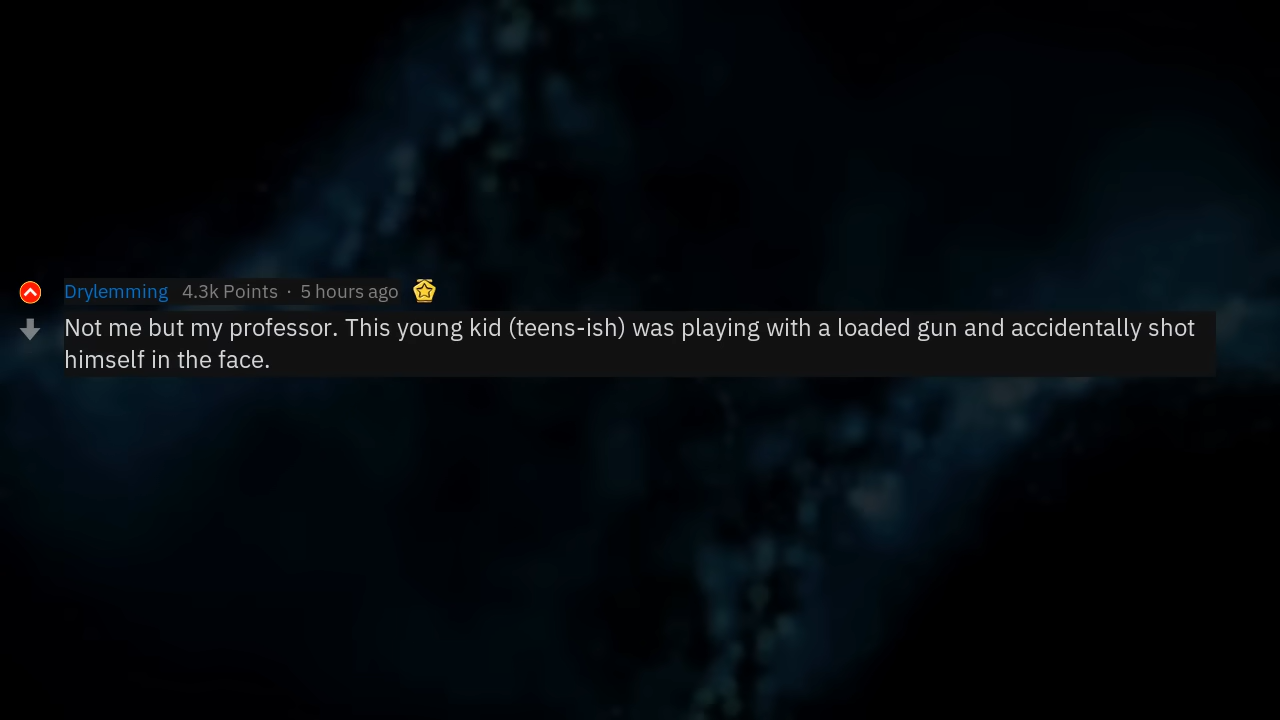 Drylemming 4.3k Points · 5 hours ago
Not me but my professor. This young kid (teens-ish) was playing with a loaded gun and accidentally shot
himself in the face.